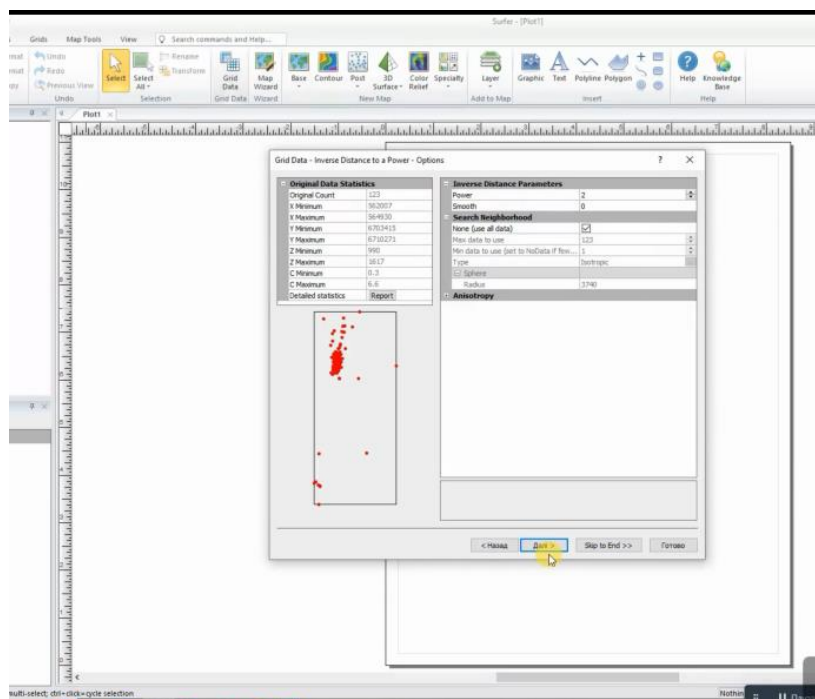 Surfer - [Plot1]
Grids Map Tools View Search commands and Help...
Undo
Redo
Previous View
Undo
Select
Select All
Rename
Transform
Selection
Grid Data
Grid Data
Map Wizard
Wizard
Base Contour Post 3D Surface Color Relief Specialty
New Map
Layer
Add to Map
Graphic Text Polyline Polygon
Insert
Help Knowledge Base
Help
Plot1
Grid Data - Inverse Distance to a Power - Options ? ×
Original Data Statistics
Original Count 123
X Minimum 562057
X Maximum 564930
Y Minimum 6703415
Y Maximum 6710271
Z Minimum 990
Z Maximum 1617
C Minimum 0.3
C Maximum 6.6
Detailed statistics Report
Inverse Distance Parameters
Power 2
Smooth 0
Search Neighborhood
None (use all data)
Max data to use 123
Min data to use (set to NoData if few... 1
Type Isotropic
Sphere
Radius 3740
Anisotropy
< Назад Далее > Skip to End >> Готово
multi-select; ctrl+click=cycle selection
Nothin